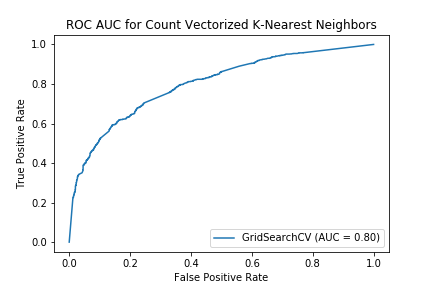 ROC AUC for Count Vectorized K-Nearest Neighbors
1.0
0.8
0.6
0.4
0.2
0.0
True Positive Rate
GridSearchCV (AUC = 0.80)
0.0 0.2 0.4 0.6 0.8 1.0
False Positive Rate